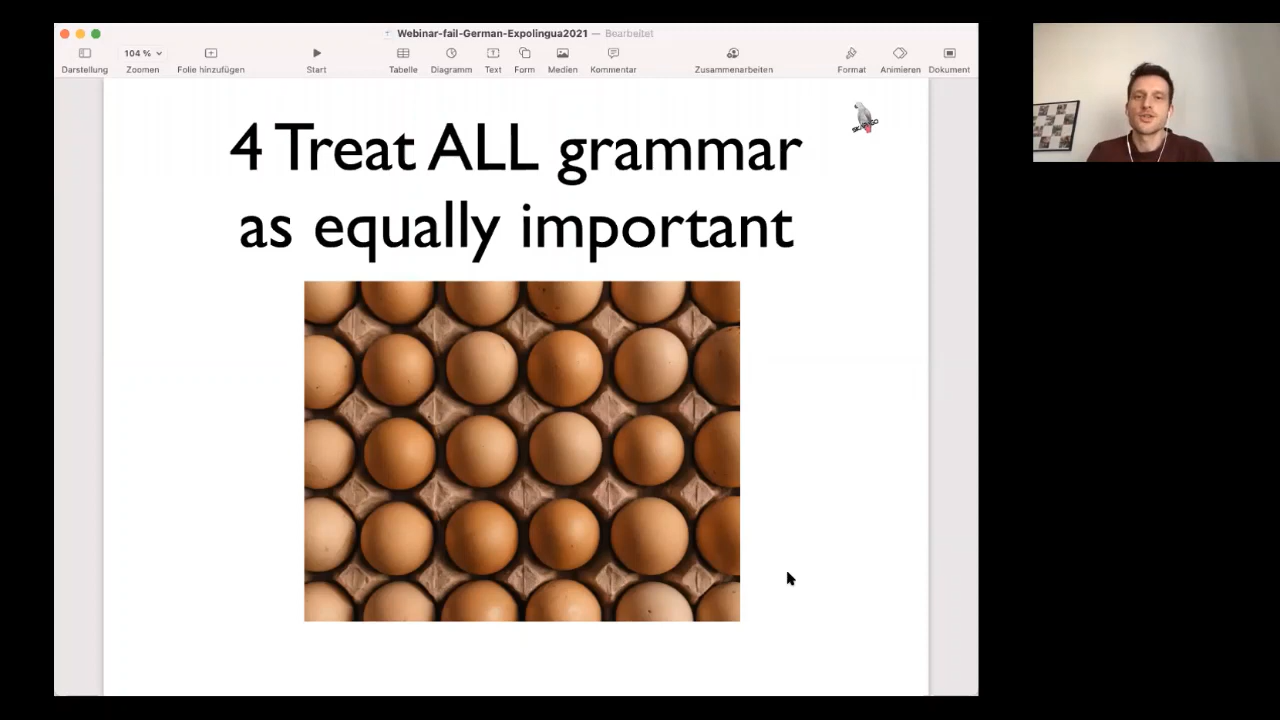 Webinar-fail-German-Expolingua2021 — Bearbeitet
104 %
Darstellung
Zoomen
Folie hinzufügen
Start
Tabelle
Diagramm
Text
Form
Medien
Kommentar
Zusammenarbeiten
Format
Animieren
Dokument
4 Treat ALL grammar
as equally important